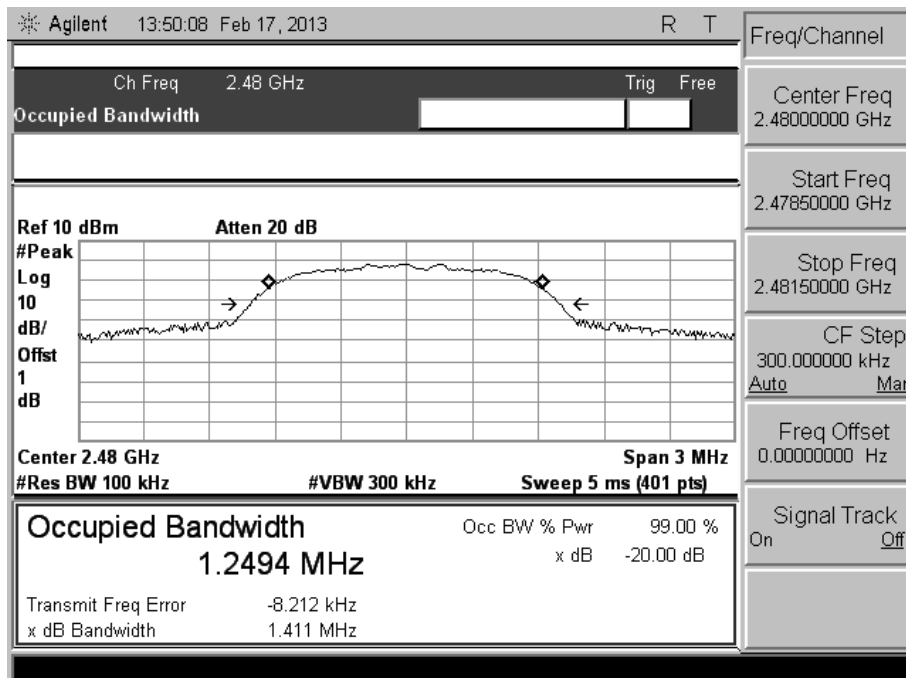 Agilent 13:50:08 Feb 17, 2013 R T
Ch Freq 2.48 GHz Trig Free
Occupied Bandwidth
Ref 10 dBm Atten 20 dB
#Peak
Log
10
dB/
Offst
1
dB
Center 2.48 GHz Span 3 MHz
#Res BW 100 kHz #VBW 300 kHz Sweep 5 ms (401 pts)
Occupied Bandwidth
1.2494 MHz
Occ BW % Pwr 99.00 %
x dB -20.00 dB
Transmit Freq Error -8.212 kHz
x dB Bandwidth 1.411 MHz
Freq/Channel
Center Freq
2.48000000 GHz
Start Freq
2.47850000 GHz
Stop Freq
2.48150000 GHz
CF Step
300.000000 kHz
Auto Mar
Freq Offset
0.00000000 Hz
Signal Track
On Off